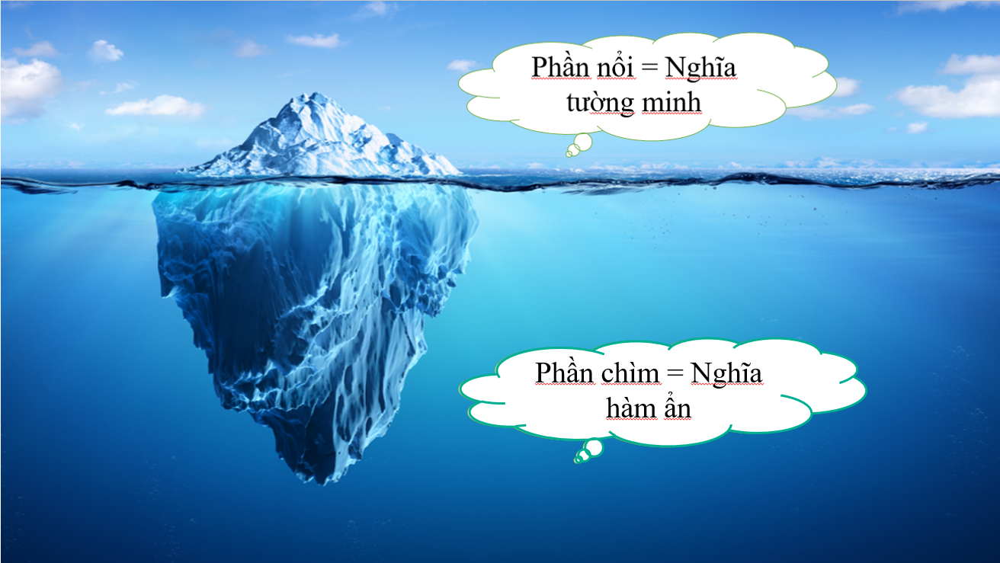 Phần nổi = Nghĩa
tường minh
Phần chìm = Nghĩa
hàm ẩn